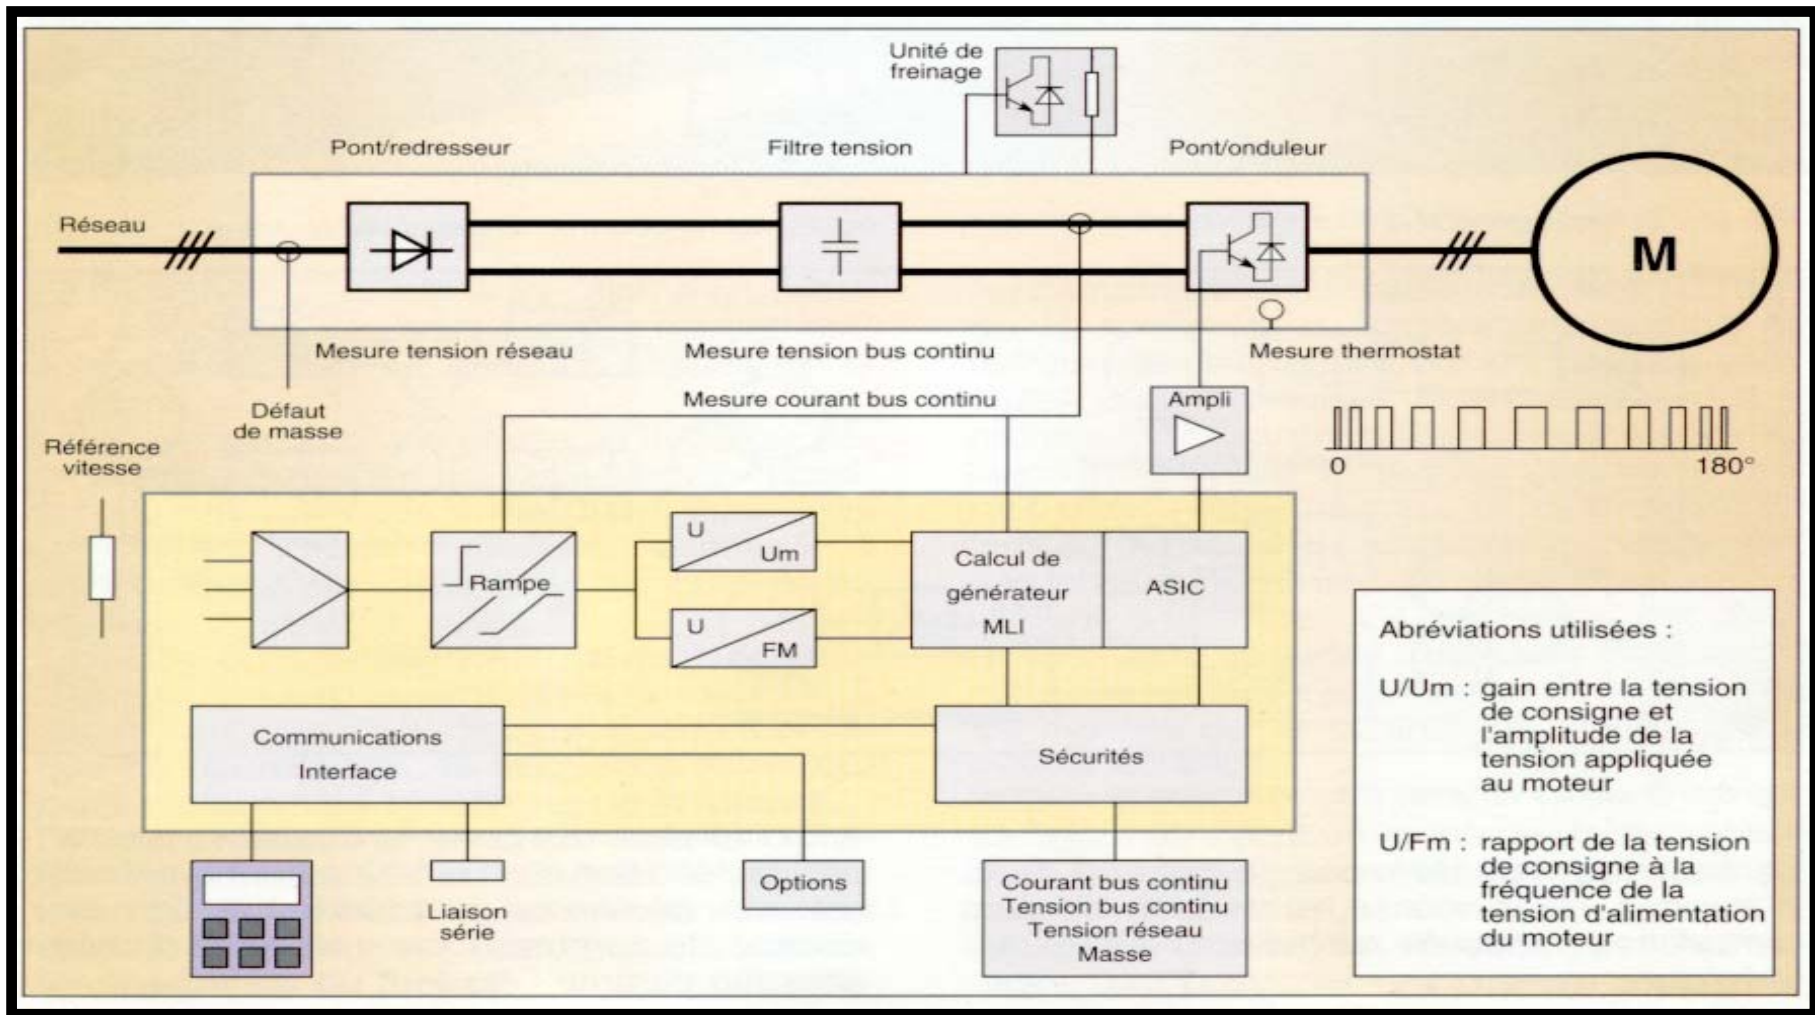 Unité de
freinage
Pont/redresseur
Filtre tension
Pont/onduleur
Réseau
M
Mesure tension réseau
Mesure tension bus continu
Mesure thermostat
Défaut
de masse
Mesure courant bus continu
Ampli
0
180°
Référence
vitesse
Rampe
U
Um
U
FM
Calcul de
générateur
MLI
ASIC
Communications
Interface
Sécurités
Liaison
série
Options
Courant bus continu
Tension bus continu
Tension réseau
Masse
Abréviations utilisées :
U/Um : gain entre la tension
de consigne et
l'amplitude de la
tension appliquée
au moteur
U/Fm : rapport de la tension
de consigne à la
fréquence de la
tension d'alimentation
du moteur